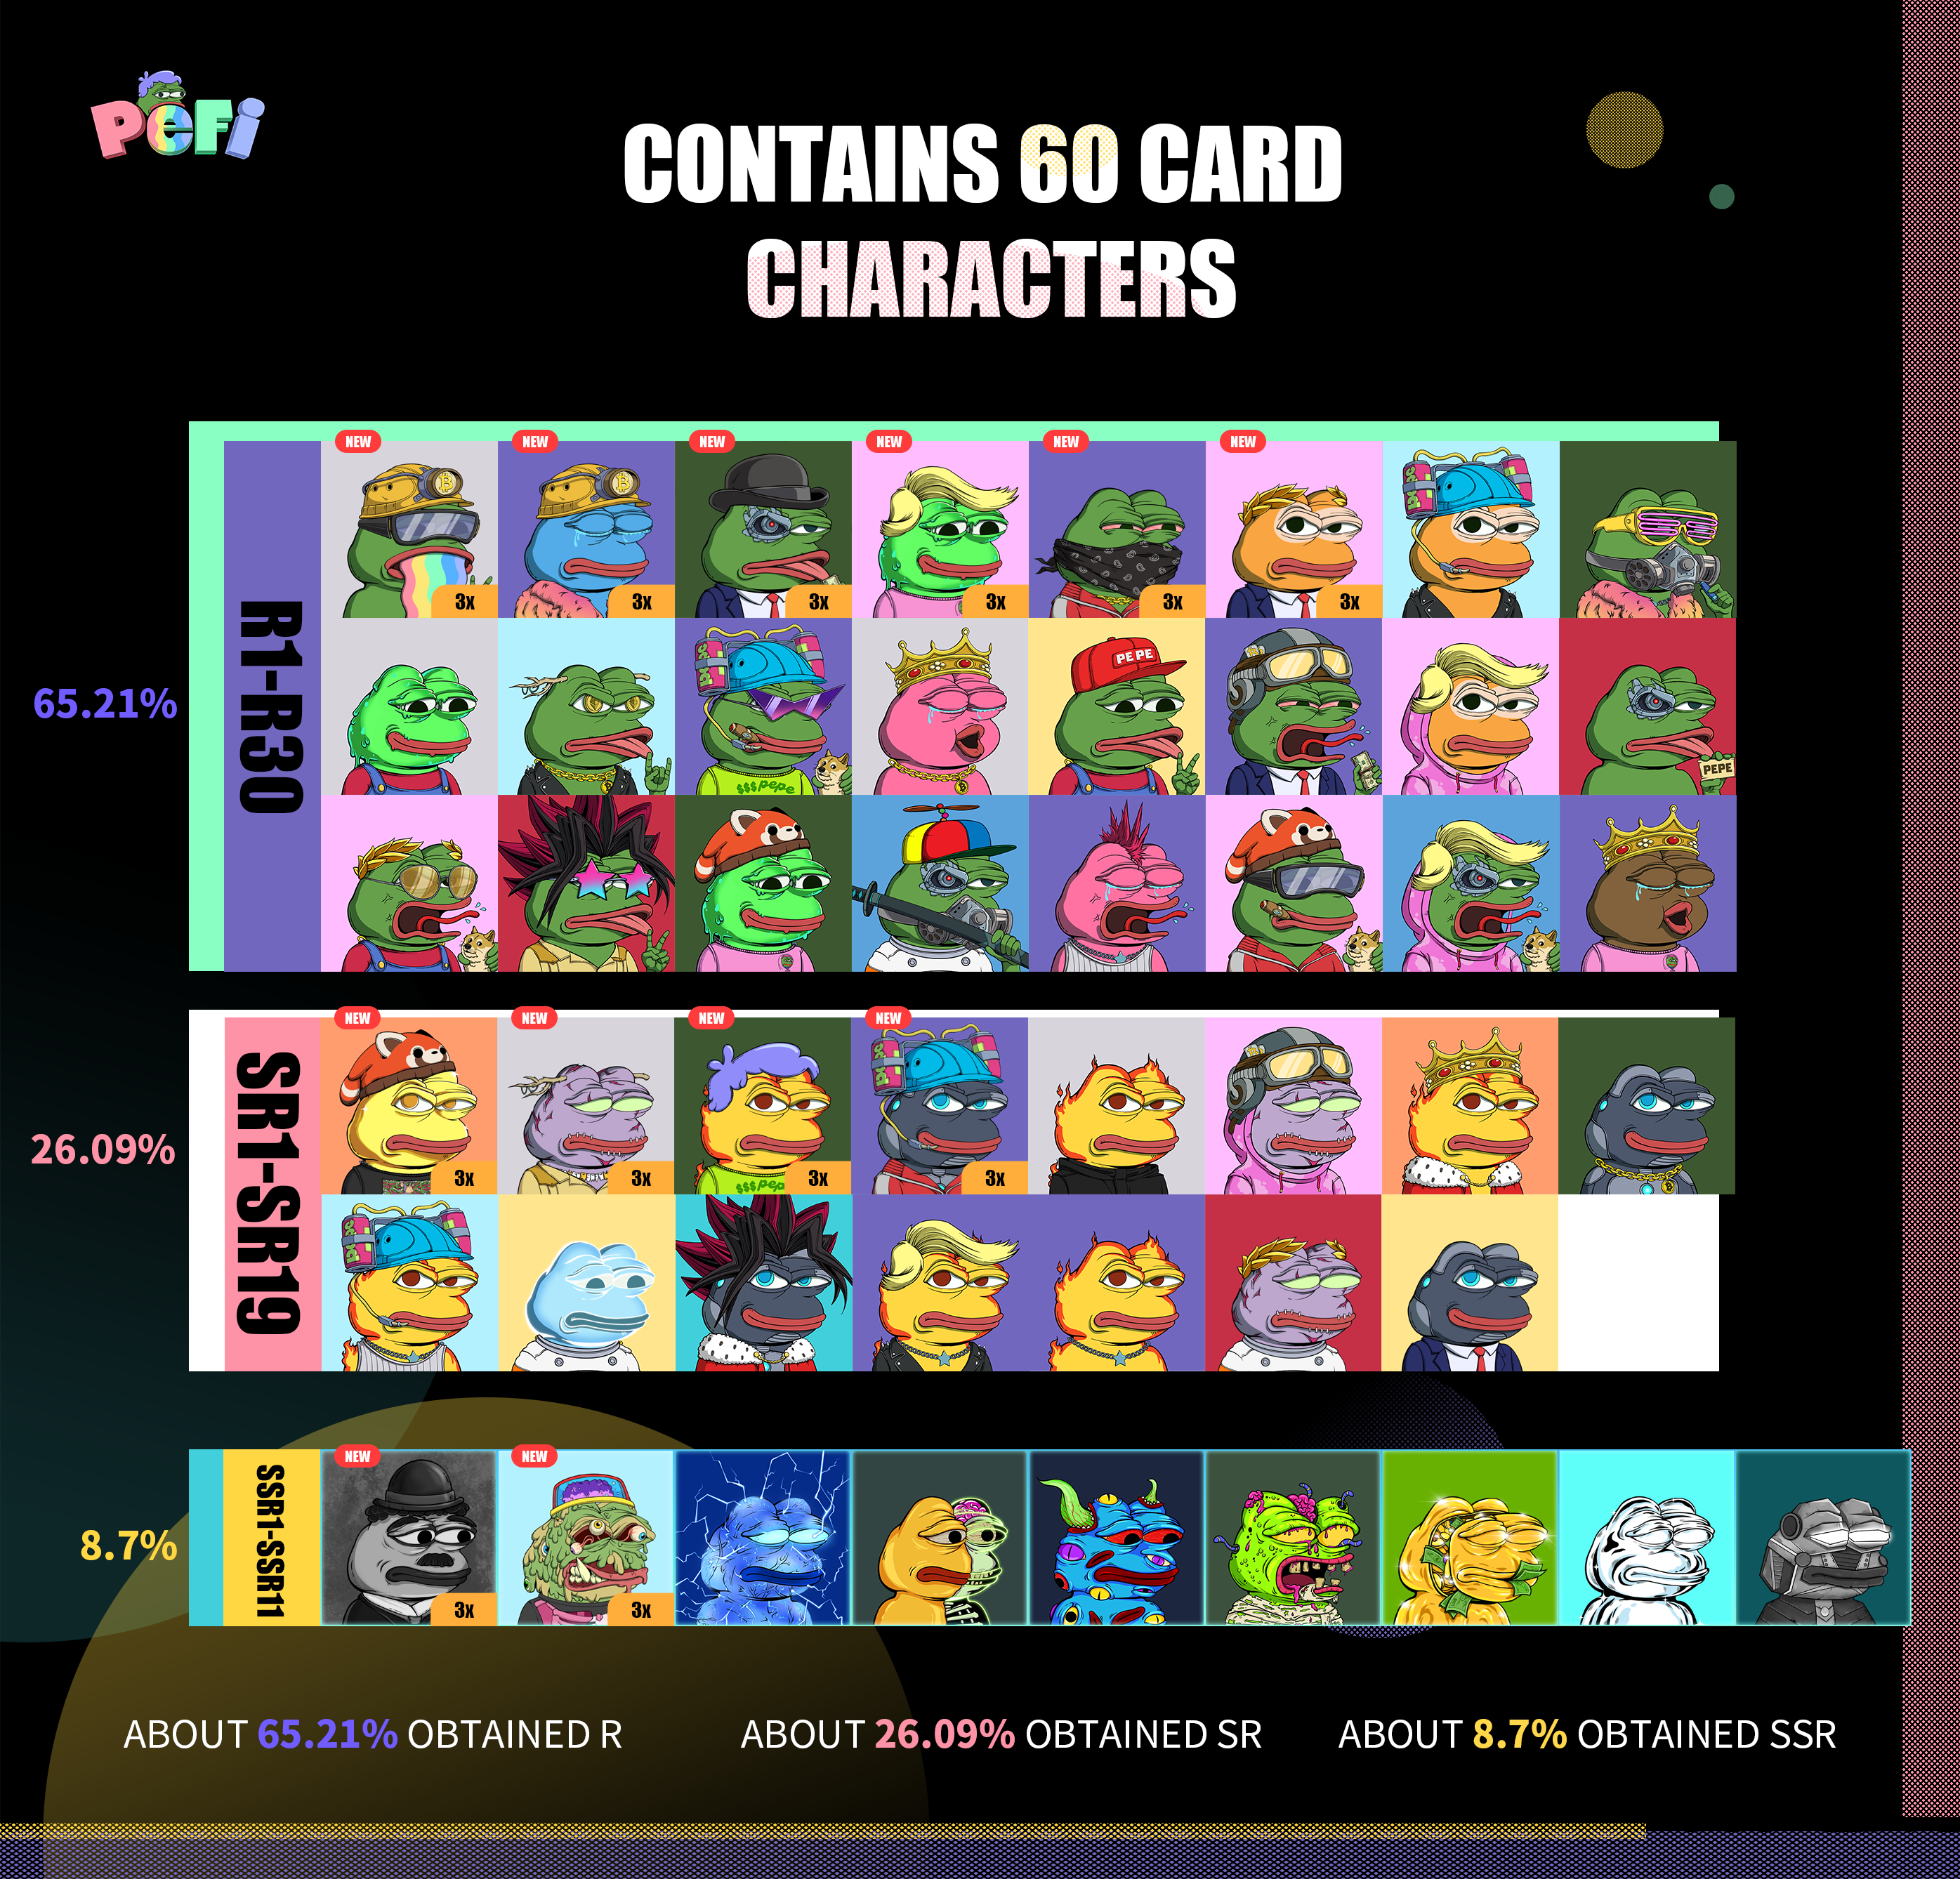 PeFi
CONTAINS 60 CARD
CHARACTERS
NEW NEW NEW NEW NEW NEW
3x 3x 3x 3x 3x 3x
65.21%
R1-R30
PEPE
$$$pepe
PEPE
NEW NEW NEW NEW
26.09%
SR1-SR19
3x 3x 3x 3x
$$$pepe
NEW NEW
8.7%
SSR1-SSR11
3x 3x
ABOUT 65.21% OBTAINED R
ABOUT 26.09% OBTAINED SR
ABOUT 8.7% OBTAINED SSR